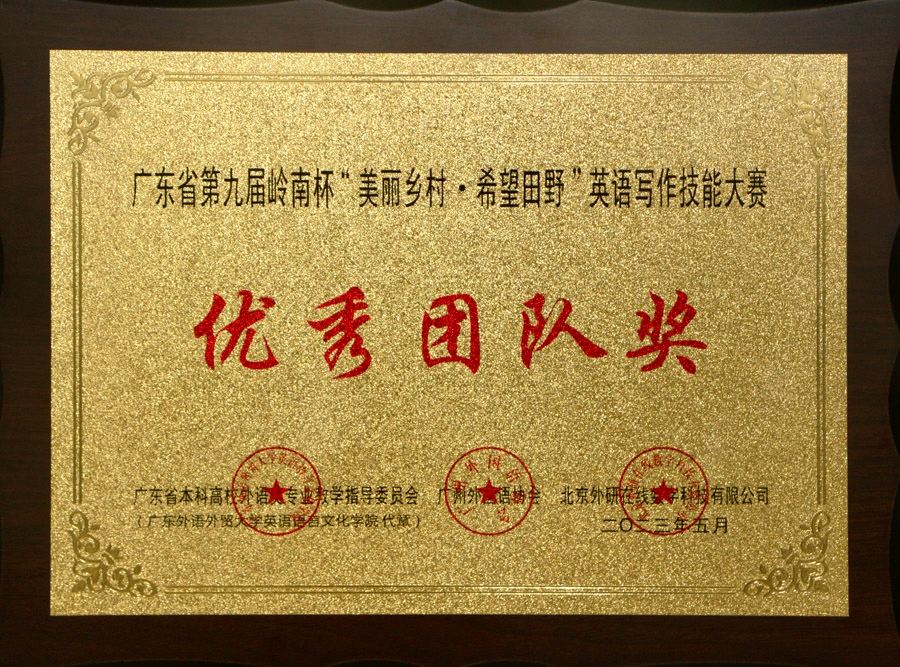 广东省第九届岭南杯“美丽乡村·希望田野”英语写作技能大赛
优秀团队奖
广东省本科高校外语类专业教学指导委员会 广州外国语协会 北京外研在线数字科技有限公司
（广东外语外贸大学英语语言文化学院代章） 二〇二三年五月